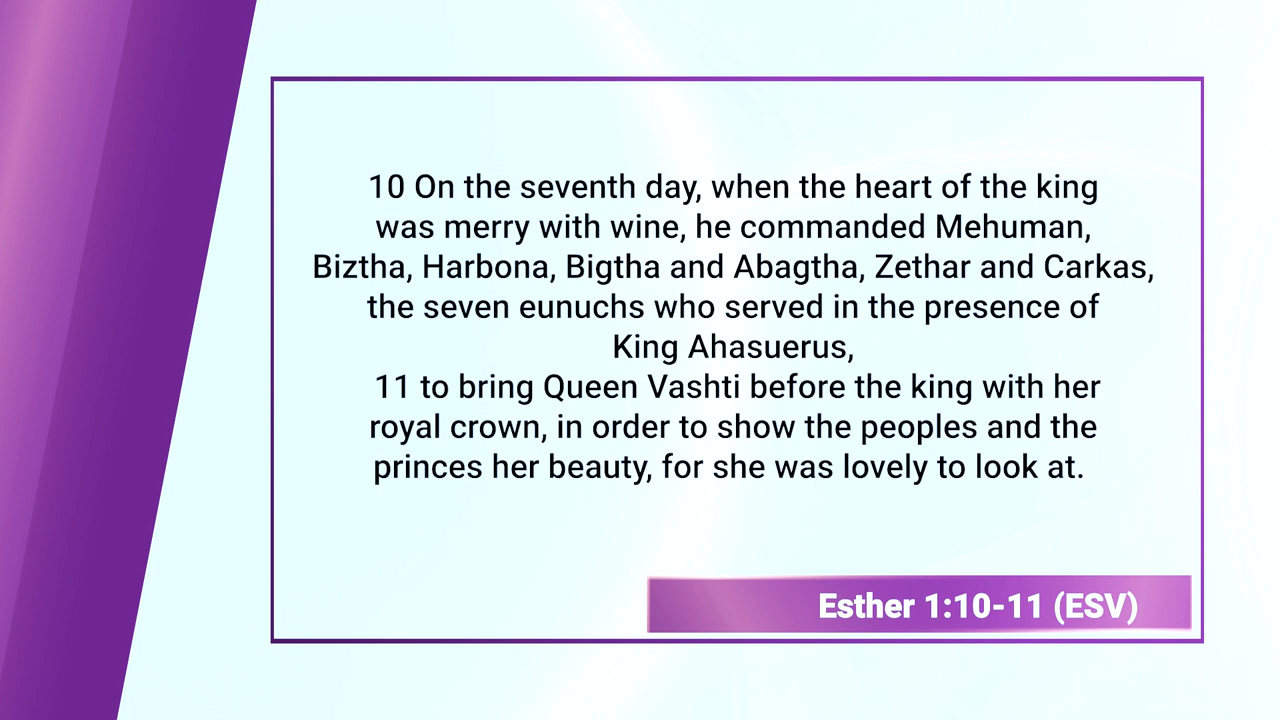 10 On the seventh day, when the heart of the king
was merry with wine, he commanded Mehuman,
Biztha, Harbona, Bigtha and Abagtha, Zethar and Carkas,
the seven eunuchs who served in the presence of
King Ahasuerus,
11 to bring Queen Vashti before the king with her
royal crown, in order to show the peoples and the
princes her beauty, for she was lovely to look at.
Esther 1:10-11 (ESV)